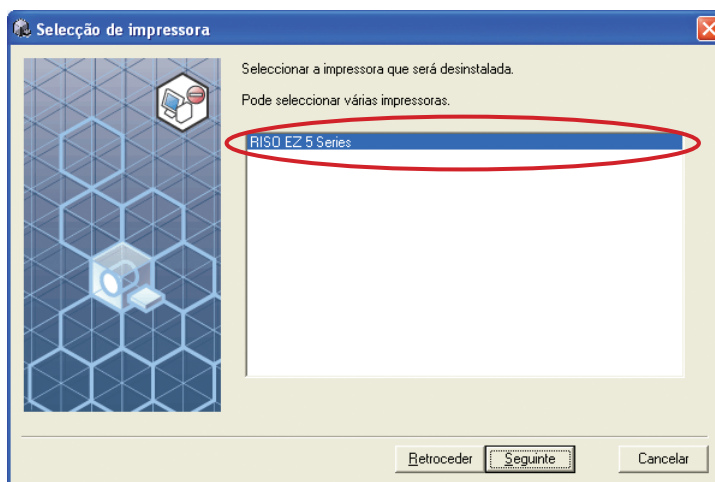 Selecção de impressora
Seleccionar a impressora que será desinstalada.
Pode seleccionar várias impressoras.
RISO EZ 5 Series
Retroceder
Seguinte
Cancelar